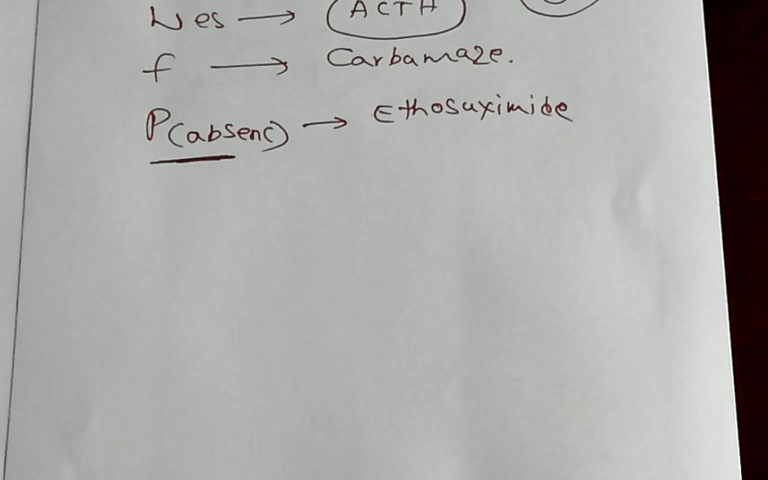 Wes → ACTH
f → Carbamaze.
P(absenc) → Ethosuximide